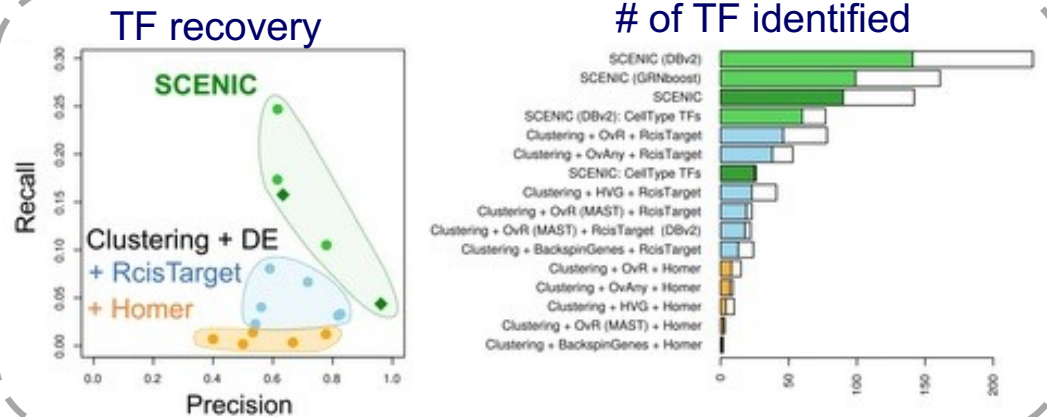 TF recovery
SCENIC
Clustering + DE
+ RcisTarget
+ Homer
Recall
0.00
0.05
0.10
0.15
0.20
0.25
0.30
0.0
0.2
0.4
0.6
0.8
1.0
Precision
# of TF identified
SCENIC (DBv2)
SCENIC (GRNboost)
SCENIC
SCENIC (DBv2): CellType TFs
Clustering + OvR + RcisTarget
Clustering + OvAny + RcisTarget
SCENIC: CellType TFs
Clustering + HVG + RcisTarget
Clustering + OvR (MAST) + RcisTarget
Clustering + OvR (MAST) + RcisTarget (DBv2)
Clustering + BackspinGenes + RcisTarget
Clustering + OvR + Homer
Clustering + OvAny + Homer
Clustering + HVG + Homer
Clustering + OvR (MAST) + Homer
Clustering + BackspinGenes + Homer
0
50
100
150
200